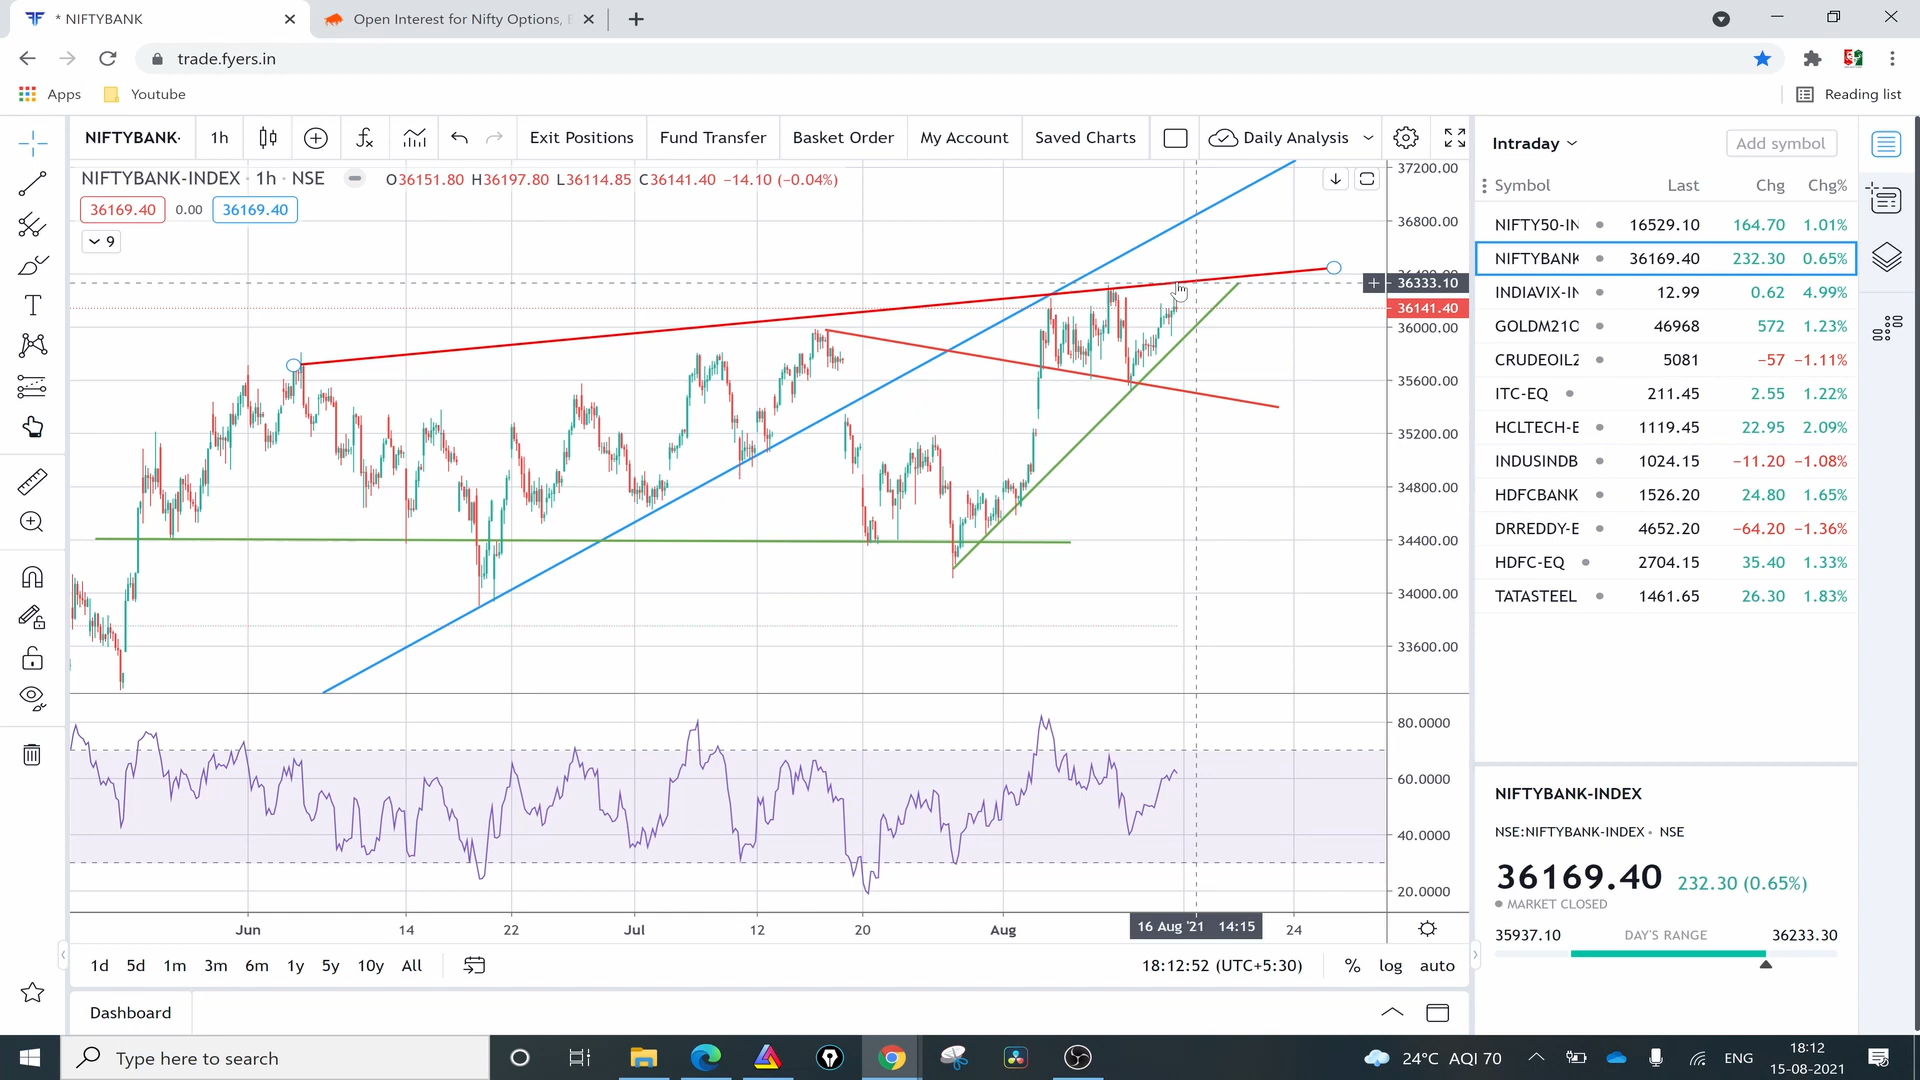 * NIFTYBANK
Open Interest for Nifty Options,
trade.fyers.in
Apps
Youtube
Reading list
NIFTYBANK·
1h
Exit Positions
Fund Transfer
Basket Order
My Account
Saved Charts
Daily Analysis
NIFTYBANK-INDEX · 1h · NSE
O36151.80 H36197.80 L36114.85 C36141.40 −14.10 (−0.04%)
36169.40
0.00
36169.40
9
37200.00
36800.00
36333.10
36141.40
36000.00
35600.00
35200.00
34800.00
34400.00
34000.00
33600.00
80.0000
60.0000
40.0000
20.0000
Jun
14
22
Jul
12
20
Aug
16 Aug '21 14:15
24
1d 5d 1m 3m 6m 1y 5y 10y All
18:12:52 (UTC+5:30)
% log auto
Dashboard
Intraday
Add symbol
Symbol Last Chg Chg%
NIFTY50-IN 16529.10 164.70 1.01%
NIFTYBANK 36169.40 232.30 0.65%
INDIAVIX-IN 12.99 0.62 4.99%
GOLDM21O 46968 572 1.23%
CRUDEOIL2 5081 −57 −1.11%
ITC-EQ 211.45 2.55 1.22%
HCLTECH-E 1119.45 22.95 2.09%
INDUSINDB 1024.15 −11.20 −1.08%
HDFCBANK 1526.20 24.80 1.65%
DRREDDY-E 4652.20 −64.20 −1.36%
HDFC-EQ 2704.15 35.40 1.33%
TATASTEEL 1461.65 26.30 1.83%
NIFTYBANK-INDEX
NSE:NIFTYBANK-INDEX • NSE
36169.40 232.30 (0.65%)
MARKET CLOSED
35937.10 DAY'S RANGE 36233.30
Type here to search
24°C AQI 70
ENG
18:12
15-08-2021